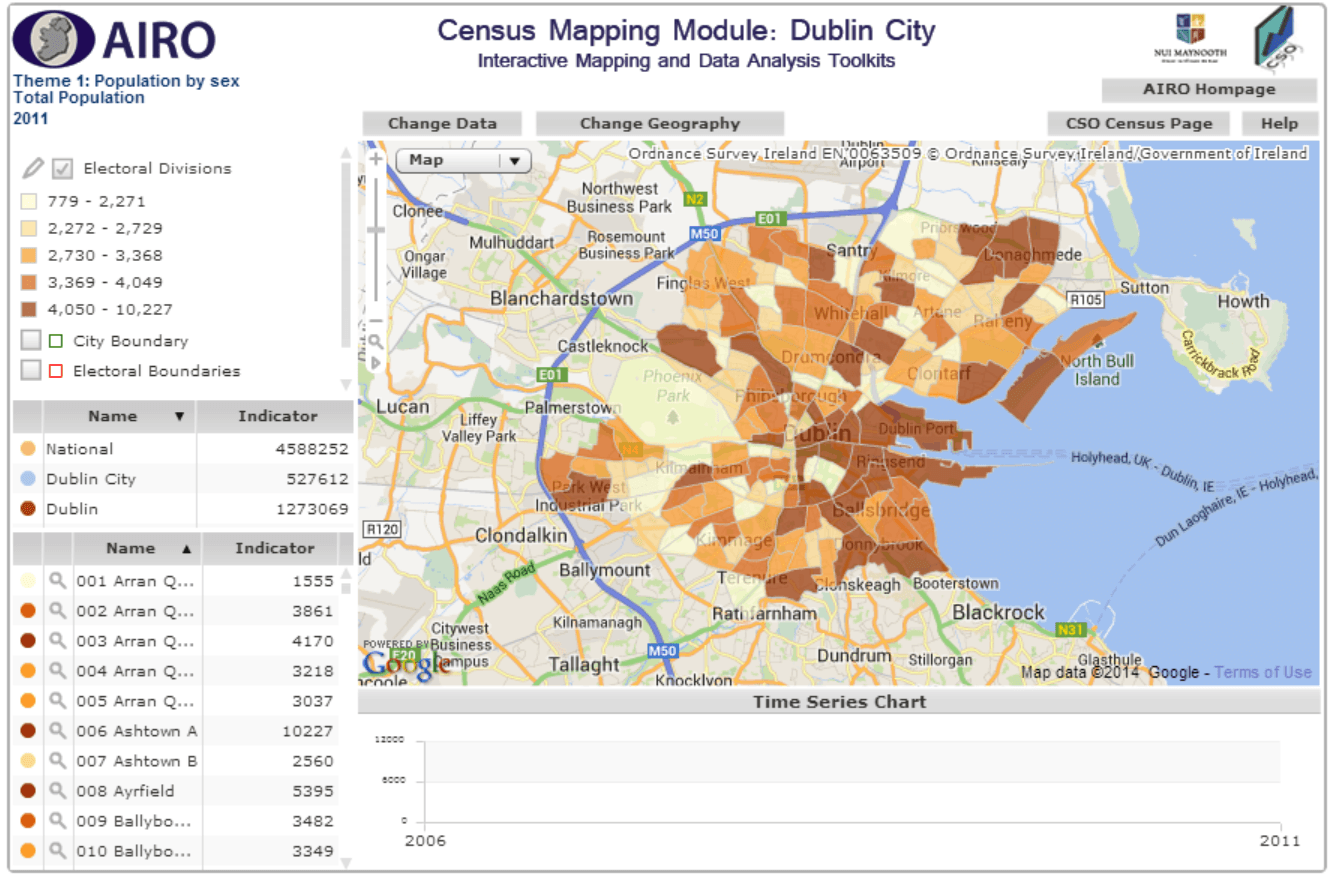 AIRO
Census Mapping Module: Dublin City
Interactive Mapping and Data Analysis Toolkits
NUI MAYNOOTH
Theme 1: Population by sex
Total Population
2011
AIRO Hompage
Change Data
Change Geography
CSO Census Page
Help
Electoral Divisions
779 - 2,271
2,272 - 2,729
2,730 - 3,368
3,369 - 4,049
4,050 - 10,227
City Boundary
Electoral Boundaries
Name ▼ Indicator
National 4588252
Dublin City 527612
Dublin 1273069
Name ▲ Indicator
001 Arran Q... 1555
002 Arran Q... 3861
003 Arran Q... 4170
004 Arran Q... 3218
005 Arran Q... 3037
006 Ashtown A 10227
007 Ashtown B 2560
008 Ayrfield 5395
009 Ballybo... 3482
010 Ballybo... 3349
Map
Ordnance Survey Ireland EN 0063509 © Ordnance Survey Ireland/Government of Ireland
Dublin
Airport
Kinsealy
Northwest
Business Park
N2
Clonee
E01
M50
Priorswood
Mulhuddart
Rosemount
Business Park
Santry
Donaghmede
Ongar
Village
Finglas West
Kilmore
Sutton
Blanchardstown
R105
Howth
Whitehall
Artane
Raheny
Castleknock
Drumcondra
North Bull
Island
Carrickbrack Road
E01
Phoenix
Park
Clontarf
Lucan
Palmerstown
Phibsborough
Liffey
Valley Park
Dublin
Dublin Port
N4
Kilmainham
Ringsend
Holyhead, UK - Dublin, IE
Park West
Industrial Park
Dun Laoghaire, IE - Holyhead,
Ballsbridge
R120
Clondalkin
Kimmage
Donnybrook
Ballymount
Naas Road
Terenure
Clonskeagh
Booterstown
Rathfarnham
Blackrock
Kilnamanagh
Citywest
Business
Campus
N31
POWERED BY
Google
E20
M50
Tallaght
Dundrum
Stillorgan
Glasthule
Knocklyon
Map data ©2014 Google - Terms of Use
Time Series Chart
12000
6000
0
2006
2011